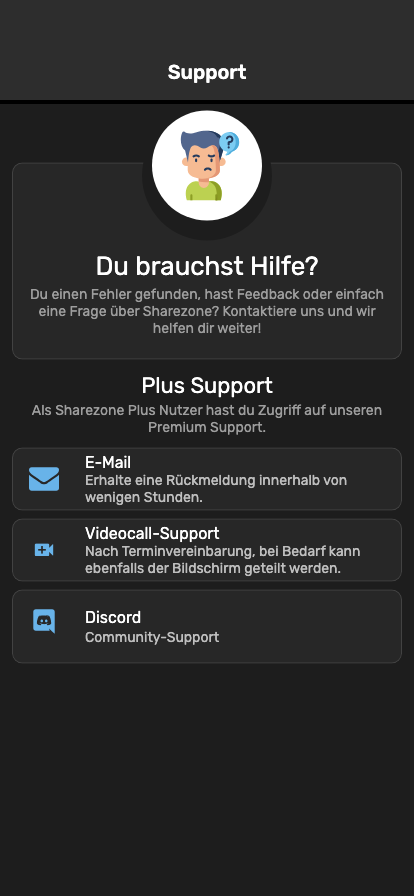 Support
?
Du brauchst Hilfe?
Du einen Fehler gefunden, hast Feedback oder einfach
eine Frage über Sharezone? Kontaktiere uns und wir
helfen dir weiter!
Plus Support
Als Sharezone Plus Nutzer hast du Zugriff auf unseren
Premium Support.
E-Mail
Erhalte eine Rückmeldung innerhalb von
wenigen Stunden.
Videocall-Support
Nach Terminvereinbarung, bei Bedarf kann
ebenfalls der Bildschirm geteilt werden.
Discord
Community-Support